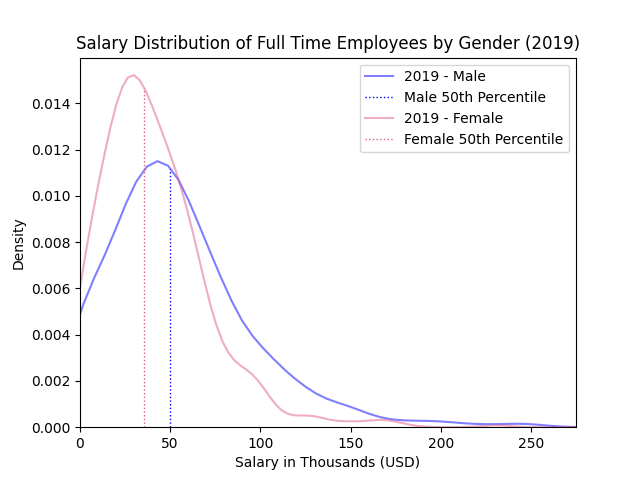 Salary Distribution of Full Time Employees by Gender (2019)
2019 - Male
Male 50th Percentile
2019 - Female
Female 50th Percentile
Density
0.014
0.012
0.010
0.008
0.006
0.004
0.002
0.000
0 50 100 150 200 250
Salary in Thousands (USD)